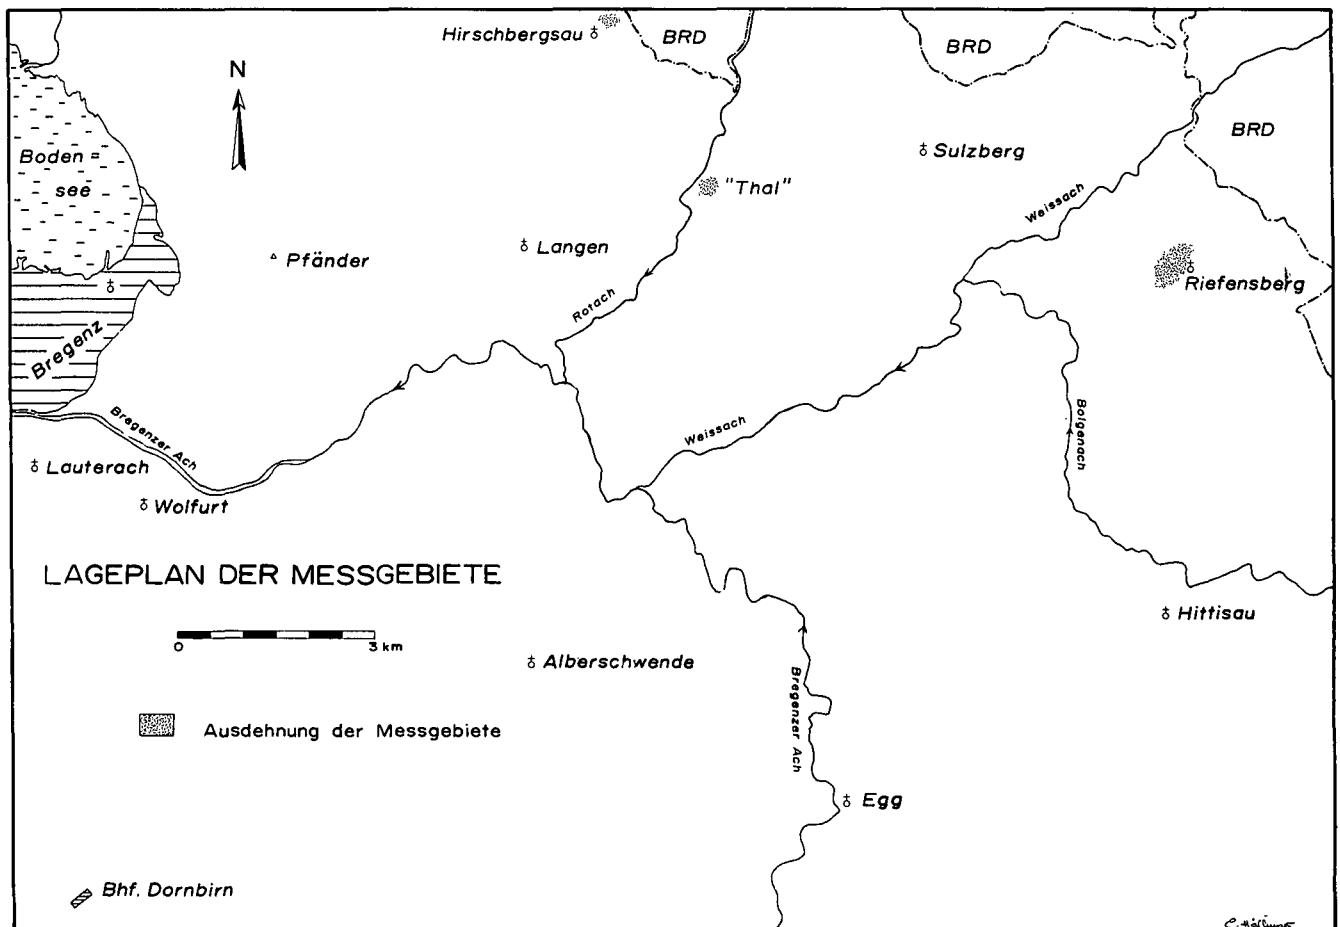 Hirschbergsau
BRD
BRD
N
BRD
Boden=
see
Sulzberg
"Thal"
Weissach
Langen
Pfänder
Riefensberg
Rotach
Bregenz
Bregenzer Ach
Weissach
Bolgenach
Lauterach
Wolfurt
LAGEPLAN DER MESSGEBIETE
Hittisau
0 3 km
Alberschwende
Bregenzer Ach
Ausdehnung der Messgebiete
Egg
Bhf. Dornbirn